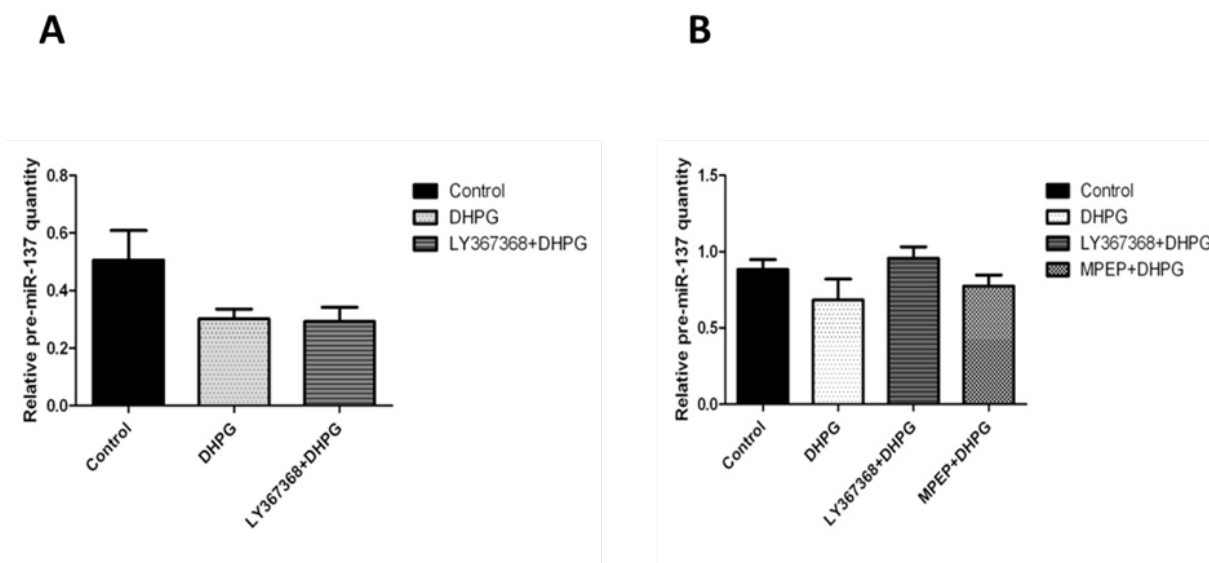 A
Relative pre-miR-137 quantity
0.8
0.6
0.4
0.2
0.0
Control
DHPG
LY367368+DHPG
Control
DHPG
LY367368+DHPG
B
Relative pre-miR-137 quantity
1.5
1.0
0.5
0.0
Control
DHPG
LY367368+DHPG
MPEP+DHPG
Control
DHPG
LY367368+DHPG
MPEP+DHPG